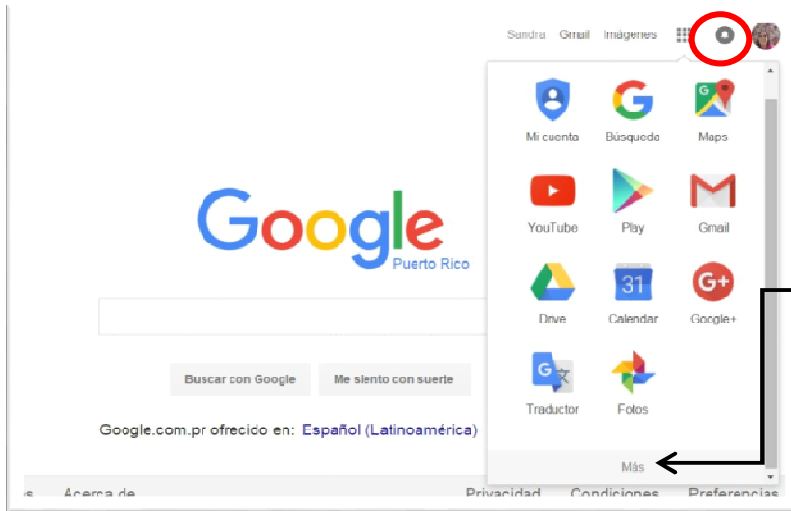 Sandra Gmail Imágenes
Mi cuenta Búsqueda Maps
YouTube Play Gmail
31
Drive Calendar Google+
Traductor Fotos
Más
Google
Puerto Rico
Buscar con Google Me siento con suerte
Google.com.pr ofrecido en: Español (Latinoamérica)
Acerca de Privacidad Condiciones Preferencias